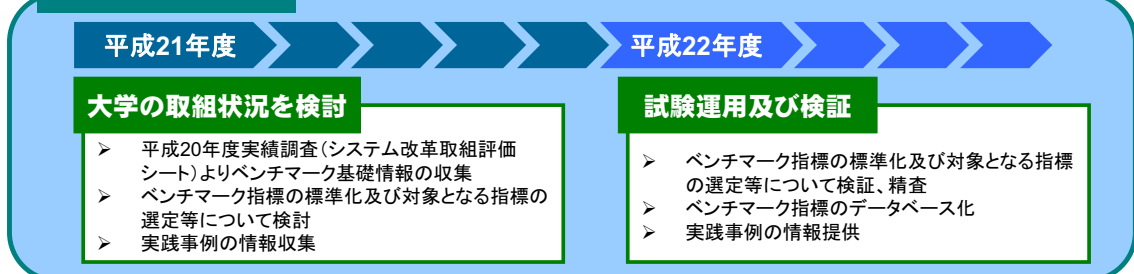 平成21年度
平成22年度
大学の取組状況を検討
➢ 平成20年度実績調査（システム改革取組評価
シート）よりベンチマーク基礎情報の収集
➢ ベンチマーク指標の標準化及び対象となる指標の
選定等について検討
➢ 実践事例の情報収集
試験運用及び検証
➢ ベンチマーク指標の標準化及び対象となる指標
の選定等について検証、精査
➢ ベンチマーク指標のデータベース化
➢ 実践事例の情報提供